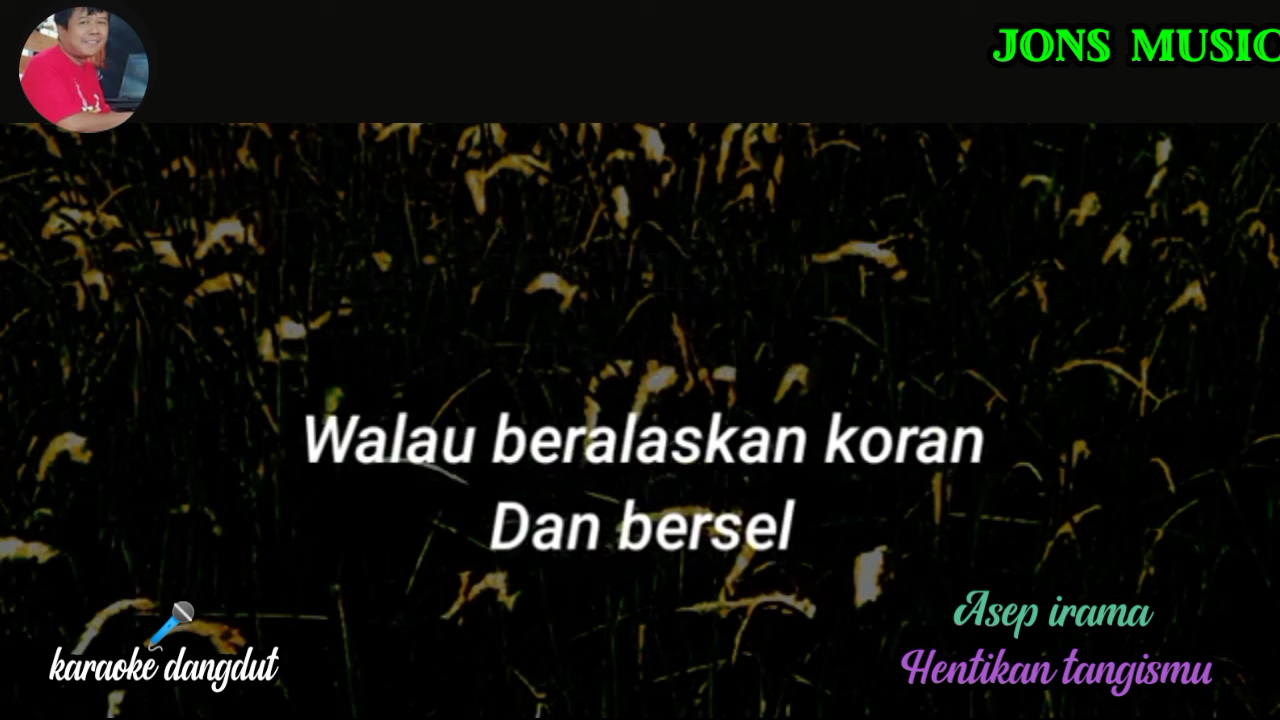 JONS MUSIC
Walau beralaskan koran
Dan bersel
karaoke dangdut
Asep irama
Hentikan tangismu